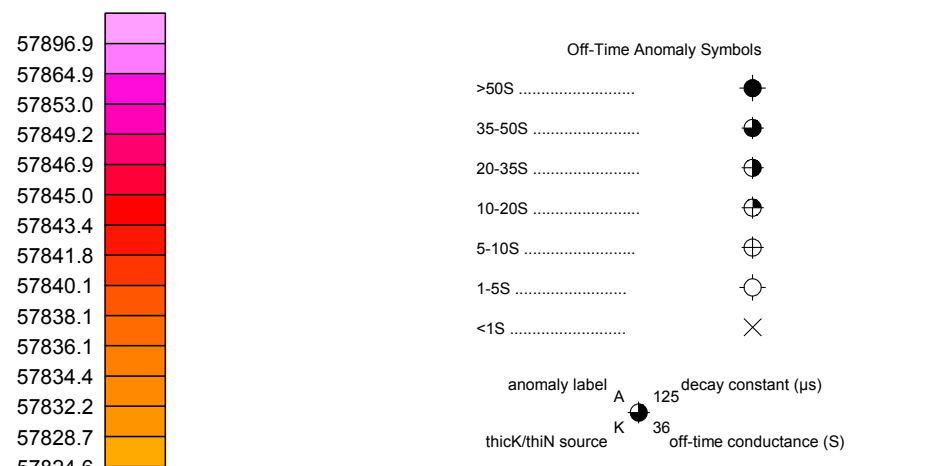 57896.9
57864.9
57853.0
57849.2
57846.9
57845.0
57843.4
57841.8
57840.1
57838.1
57836.1
57834.4
57832.2
57828.7
57824.6
Off-Time Anomaly Symbols
>50S ..........................
35-50S ........................
20-35S ........................
10-20S ........................
5-10S .........................
1-5S .........................
<1S ..........................
anomaly label A 125 decay constant (µs)
thicK/thiN source K 36 off-time conductance (S)